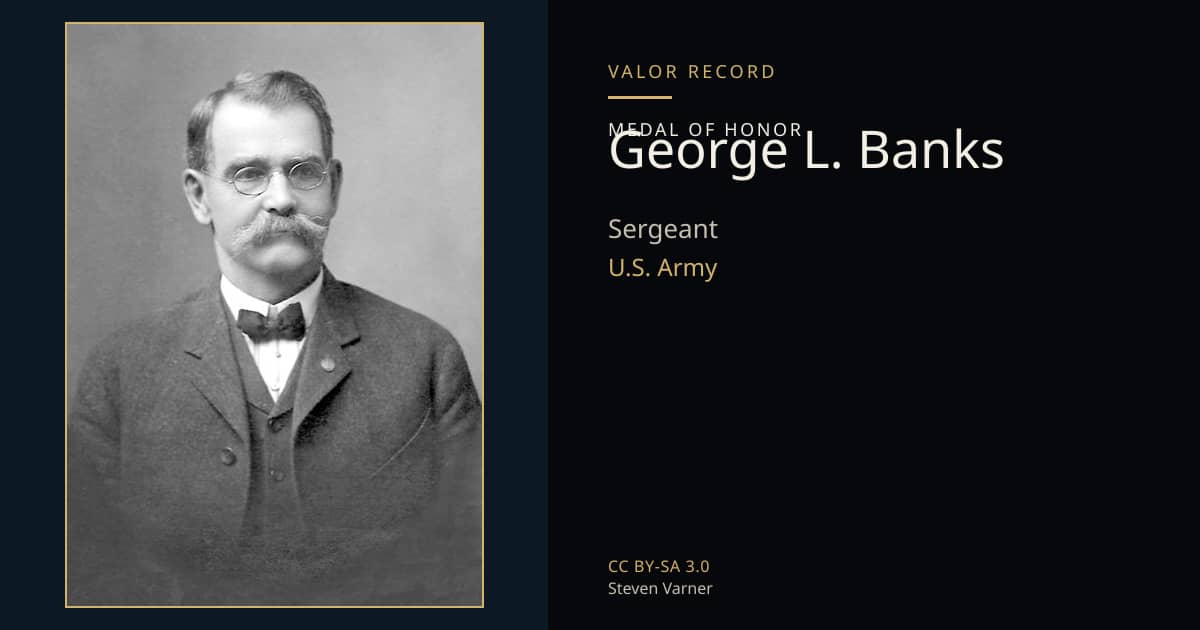 VALOR RECORD
MEDAL OF HONOR
George L. Banks
Sergeant
U.S. Army
CC BY-SA 3.0
Steven Varner